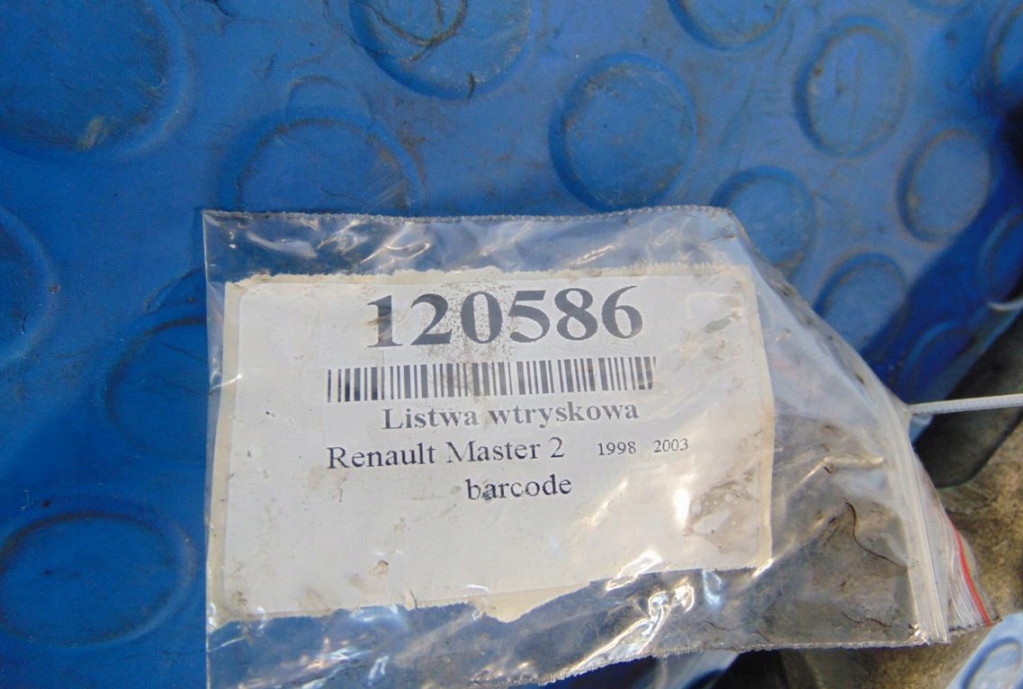 120586
Listwa wtryskowa
Renault Master 2 1998 2003
barcode